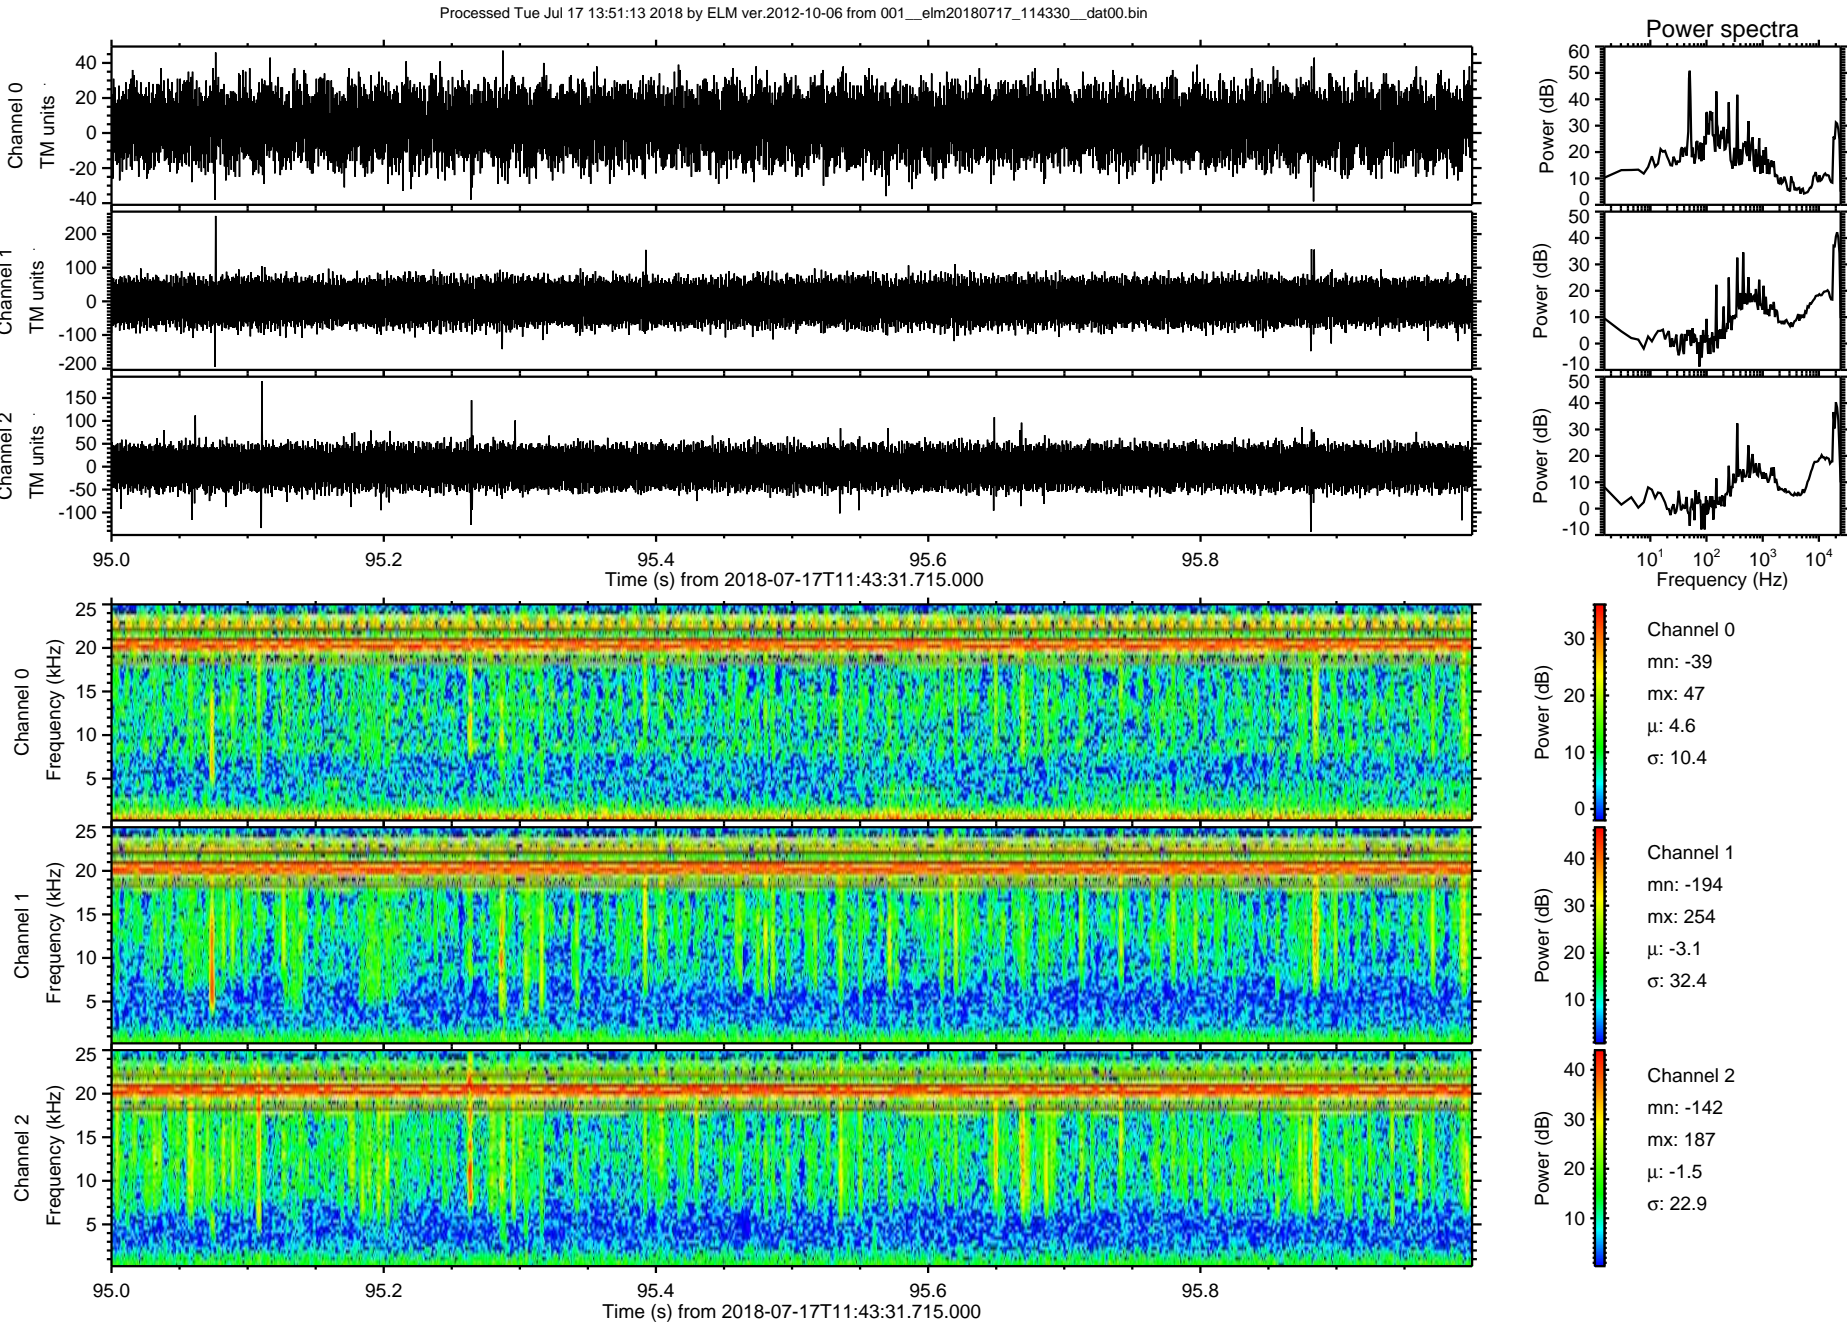 Processed Tue Jul 17 13:51:13 2018 by ELM ver.2012-10-06 from 001__elm20180717_114330__dat00.bin
Power spectra
Channel 0
TM units
40
20
0
-20
-40
Power (dB)
60
50
40
30
20
10
0
Channel 1
TM units
200
100
0
-100
-200
Power (dB)
50
40
30
20
10
0
-10
Channel 2
TM units
150
100
50
0
-50
-100
Power (dB)
50
40
30
20
10
0
-10
95.0 95.2 95.4 95.6 95.8
Time (s) from 2018-07-17T11:43:31.715.000
10¹ 10² 10³ 10⁴
Frequency (Hz)
Channel 0
Frequency (kHz)
25
20
15
10
5
Power (dB)
30
20
10
0
Channel 0
mn: -39
mx: 47
μ: 4.6
σ: 10.4
Channel 1
Frequency (kHz)
25
20
15
10
5
Power (dB)
40
30
20
10
Channel 1
mn: -194
mx: 254
μ: -3.1
σ: 32.4
Channel 2
Frequency (kHz)
25
20
15
10
5
Power (dB)
40
30
20
10
Channel 2
mn: -142
mx: 187
μ: -1.5
σ: 22.9
95.0 95.2 95.4 95.6 95.8
Time (s) from 2018-07-17T11:43:31.715.000